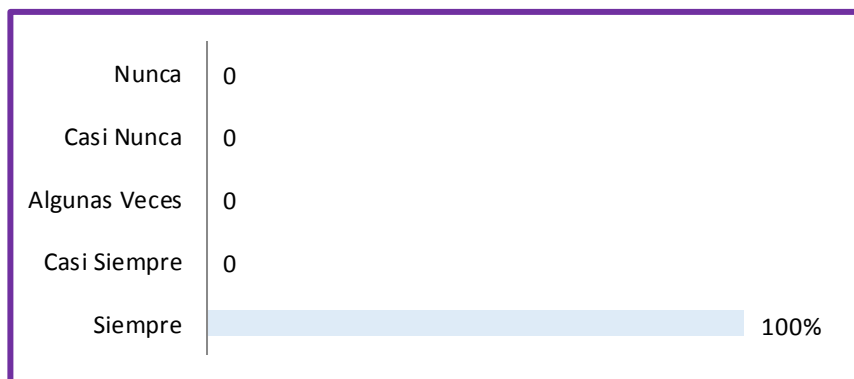 Nunca 0
Casi Nunca 0
Algunas Veces 0
Casi Siempre 0
Siempre 100%